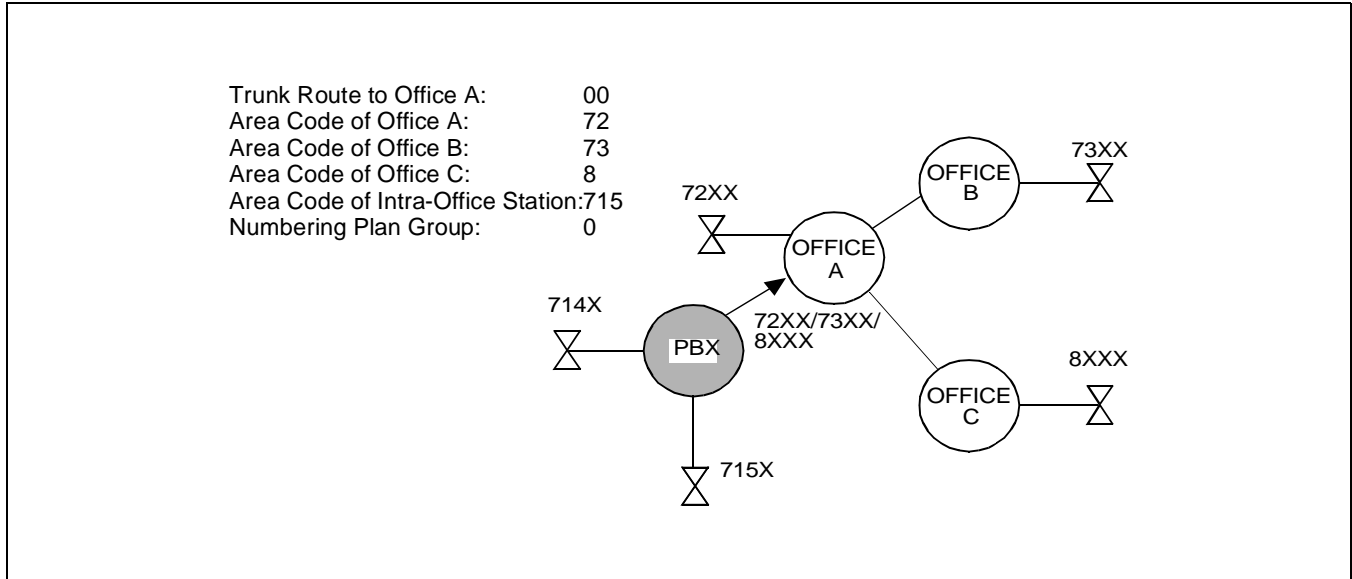 Trunk Route to Office A: 00
Area Code of Office A: 72
Area Code of Office B: 73
Area Code of Office C: 8
Area Code of Intra-Office Station:715
Numbering Plan Group: 0
73XX
OFFICE
B
72XX
OFFICE
A
714X
72XX/73XX/
8XXX
PBX
8XXX
OFFICE
C
715X